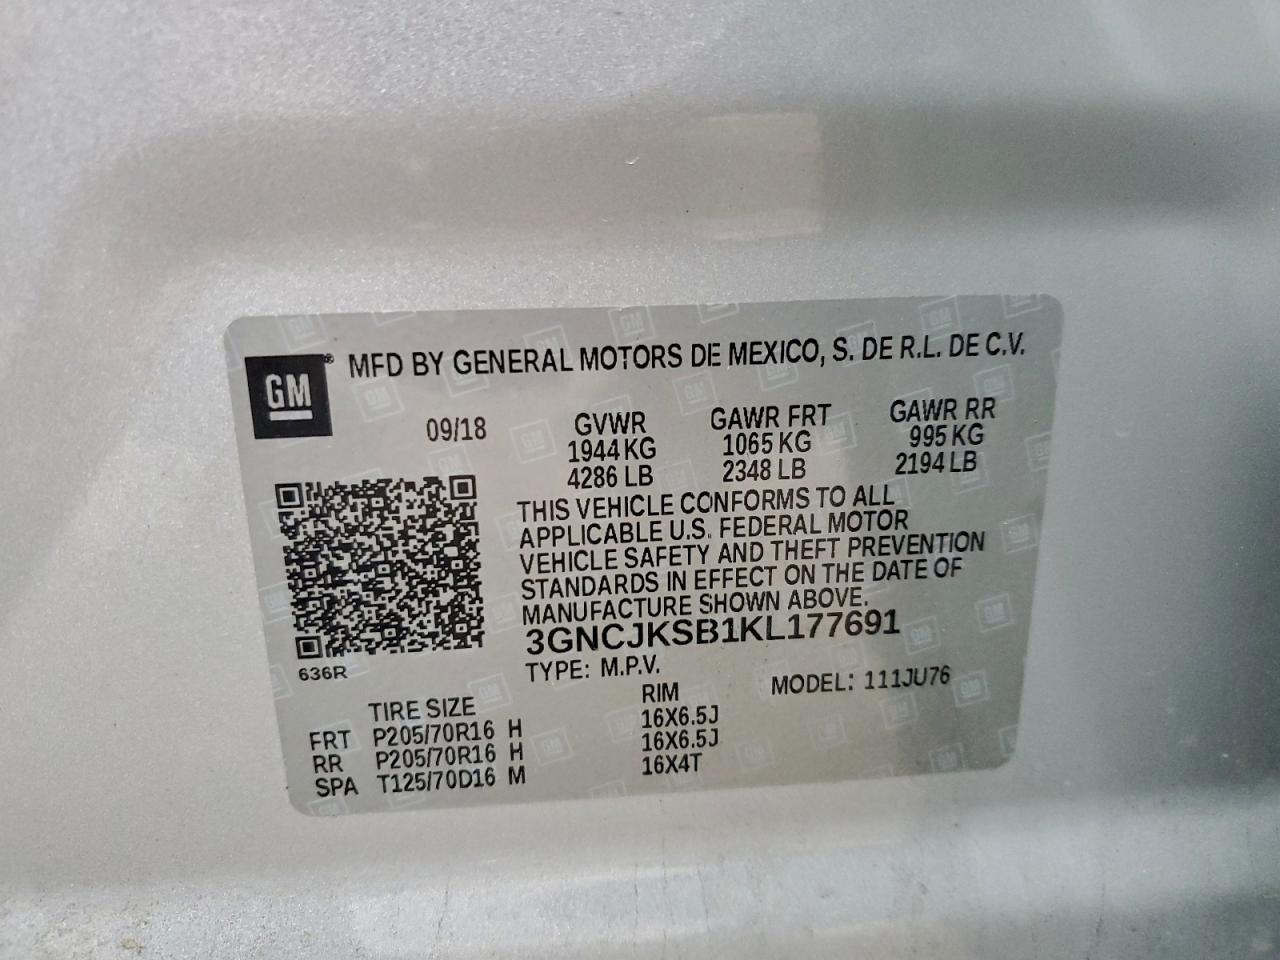 GM
® MFD BY GENERAL MOTORS DE MEXICO, S. DE R.L. DE C.V.
09/18 GVWR GAWR FRT GAWR RR
1944 KG 1065 KG 995 KG
4286 LB 2348 LB 2194 LB
THIS VEHICLE CONFORMS TO ALL
APPLICABLE U.S. FEDERAL MOTOR
VEHICLE SAFETY AND THEFT PREVENTION
STANDARDS IN EFFECT ON THE DATE OF
MANUFACTURE SHOWN ABOVE.
3GNCJKSB1KL177691
636R
TYPE: M.P.V. MODEL: 111JU76
TIRE SIZE RIM
FRT P205/70R16 H 16X6.5J
RR P205/70R16 H 16X6.5J
SPA T125/70D16 M 16X4T